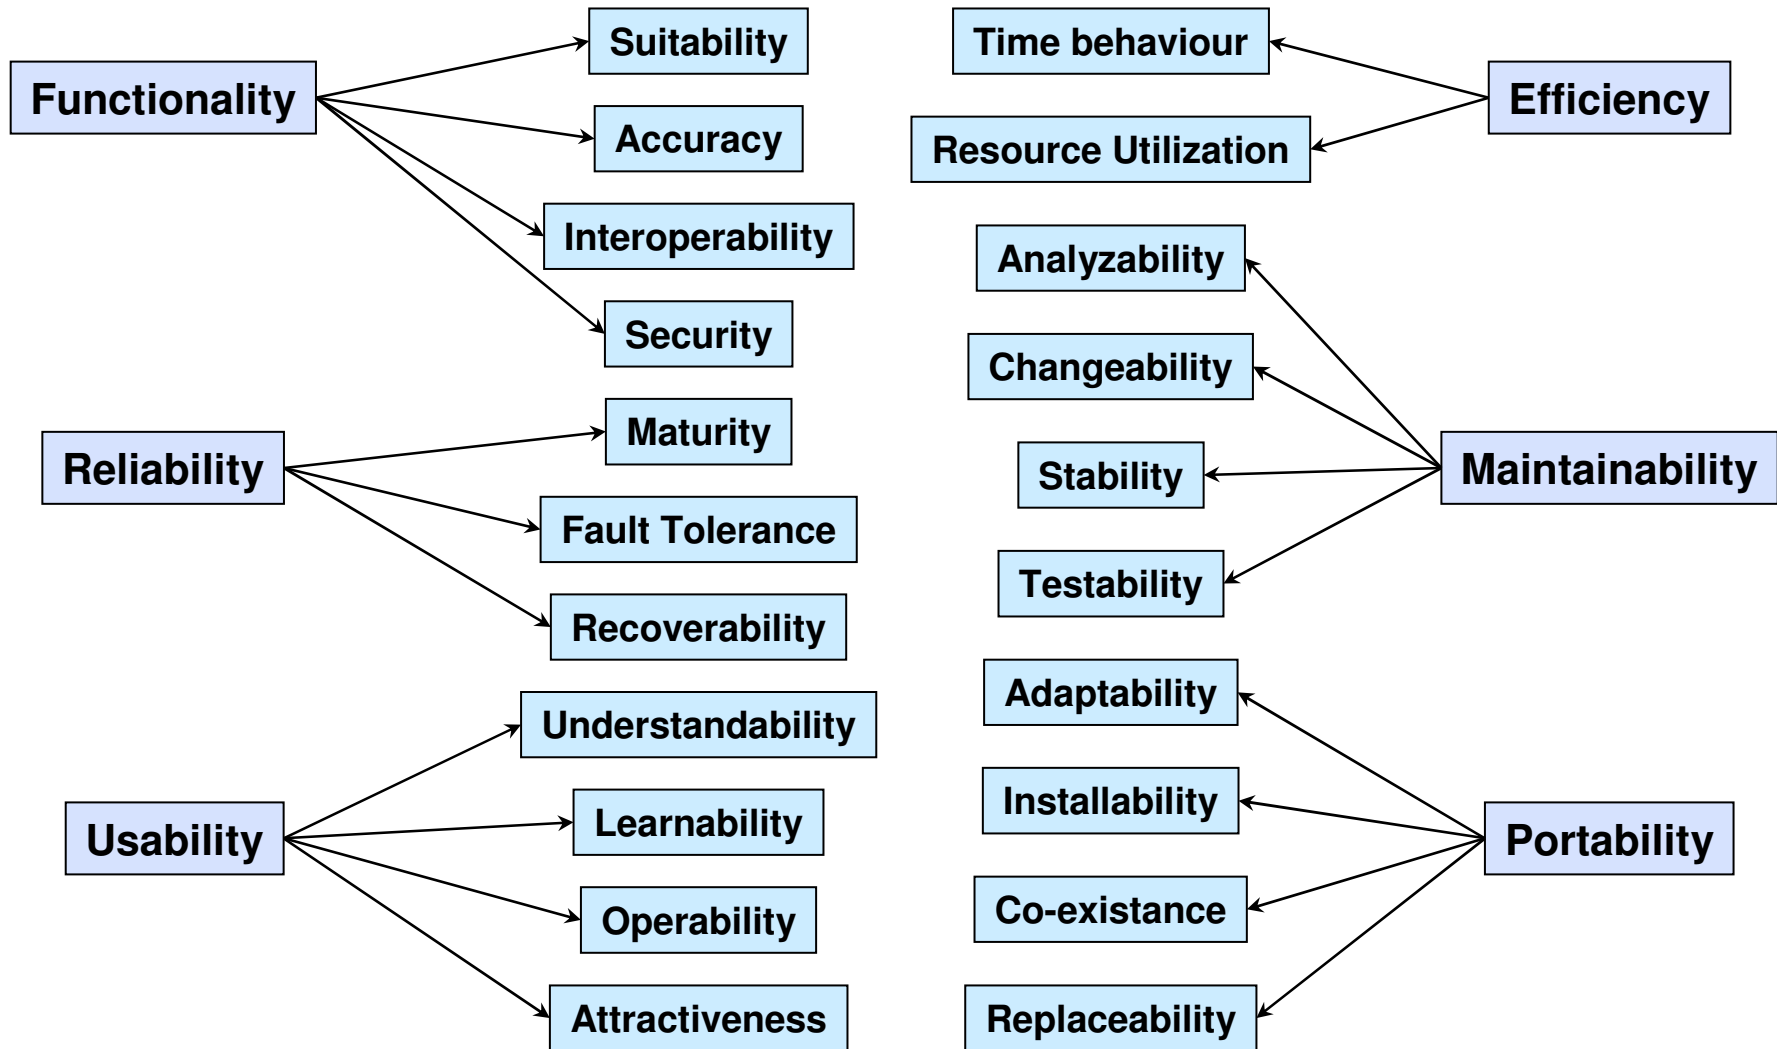 Functionality
Suitability
Accuracy
Interoperability
Security
Reliability
Maturity
Fault Tolerance
Recoverability
Usability
Understandability
Learnability
Operability
Attractiveness
Efficiency
Time behaviour
Resource Utilization
Maintainability
Analyzability
Changeability
Stability
Testability
Portability
Adaptability
Installability
Co-existance
Replaceability